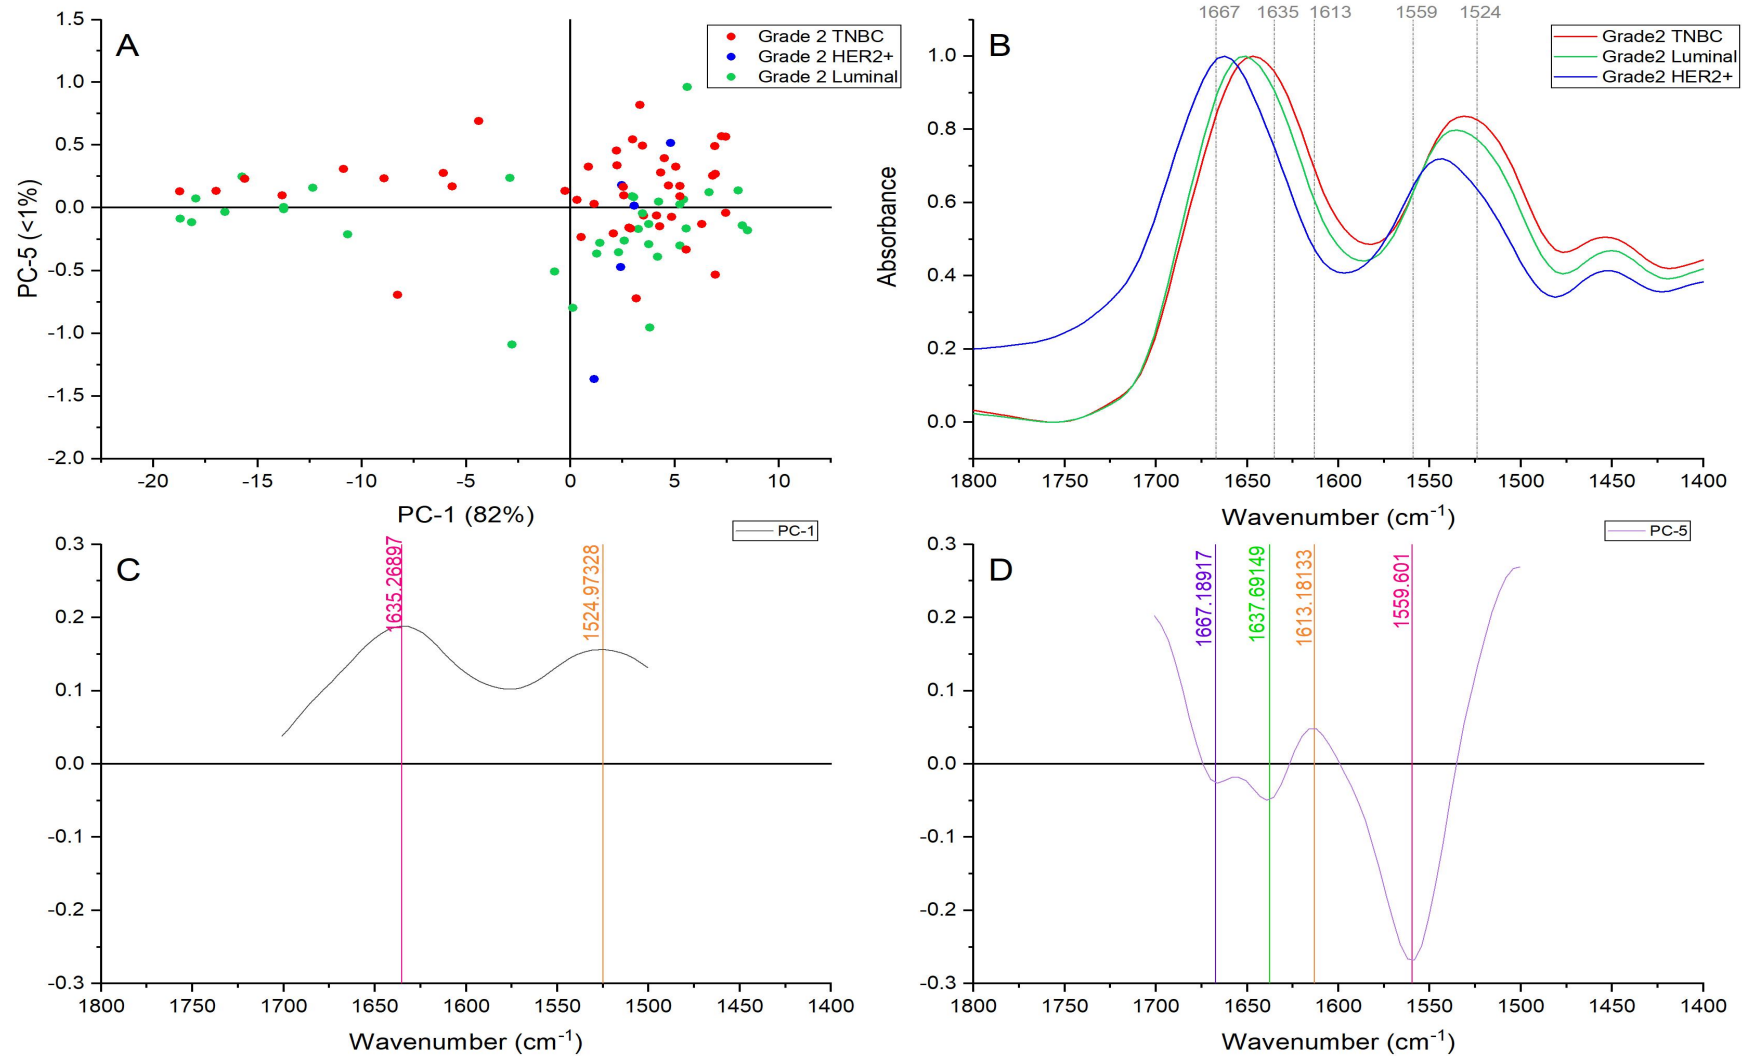 A
Grade 2 TNBC
Grade 2 HER2+
Grade 2 Luminal
1.5
1.0
0.5
0.0
-0.5
-1.0
-1.5
-2.0
PC-5 (<1%)
-20 -15 -10 -5 0 5 10
PC-1 (82%)
1667 1635 1613 1559 1524
B
Grade2 TNBC
Grade2 Luminal
Grade2 HER2+
1.0
0.8
0.6
0.4
0.2
0.0
Absorbance
1800 1750 1700 1650 1600 1550 1500 1450 1400
Wavenumber (cm-1)
PC-1
C
1635.26897
1524.97328
0.3
0.2
0.1
0.0
-0.1
-0.2
-0.3
1800 1750 1700 1650 1600 1550 1500 1450 1400
Wavenumber (cm-1)
PC-5
D
1667.18917
1637.69149
1613.18133
1559.601
0.3
0.2
0.1
0.0
-0.1
-0.2
-0.3
1800 1750 1700 1650 1600 1550 1500 1450 1400
Wavenumber (cm-1)